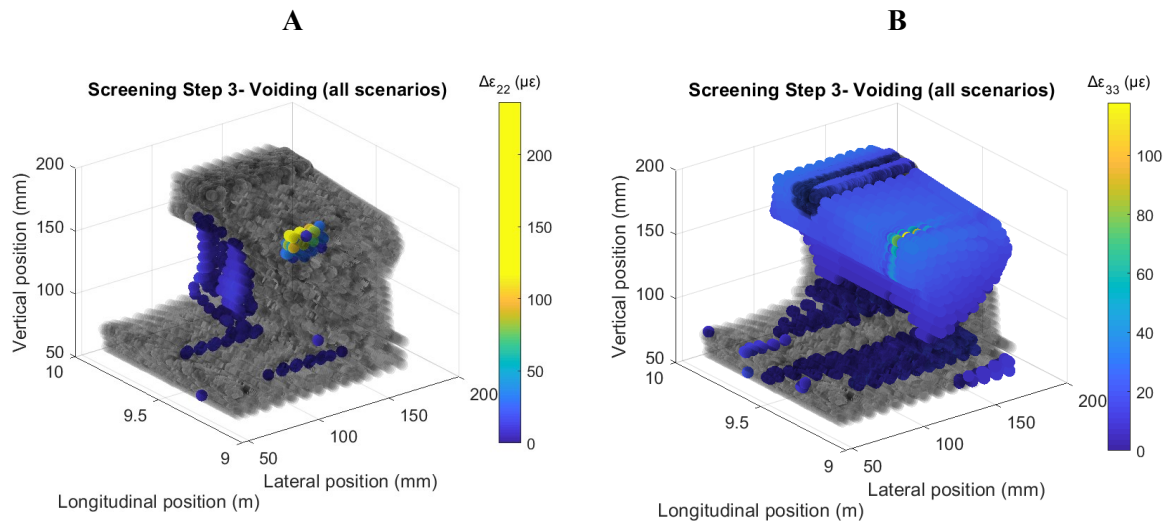 A
B
Screening Step 3- Voiding (all scenarios)
Δε22 (με)
200
150
100
50
0
Vertical position (mm)
200
150
100
50
10
9.5
9
Longitudinal position (m)
50
100
150
200
Lateral position (mm)
Screening Step 3- Voiding (all scenarios)
Δε33 (με)
100
80
60
40
20
0
Vertical position (mm)
200
150
100
50
10
9.5
9
Longitudinal position (m)
50
100
150
200
Lateral position (mm)